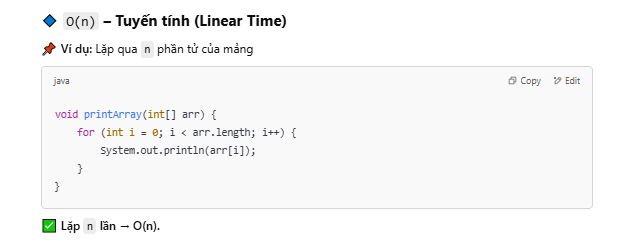 🔷 O(n) – Tuyến tính (Linear Time)
📌 Ví dụ: Lặp qua n phần tử của mảng
java Copy Edit
void printArray(int[] arr) {
    for (int i = 0; i < arr.length; i++) {
        System.out.println(arr[i]);
    }
}
✅ Lặp n lần → O(n).